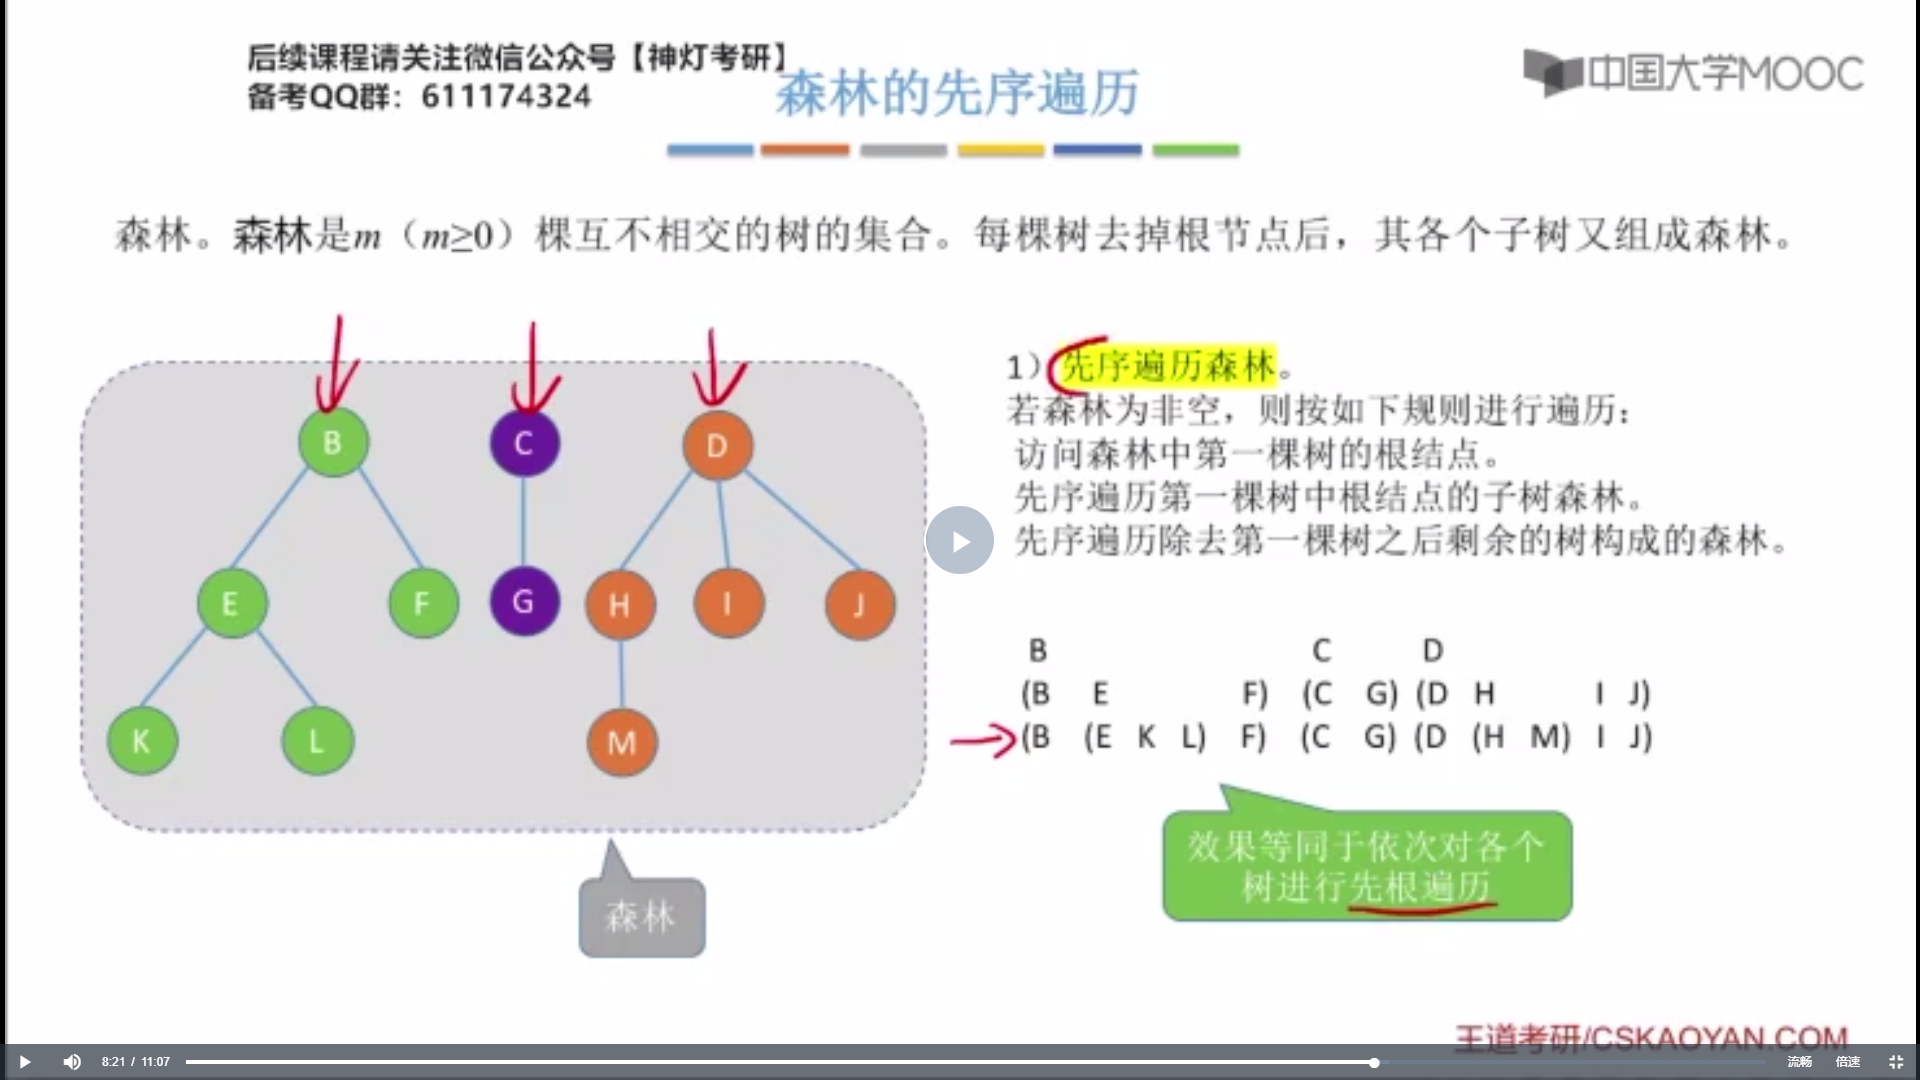 后续课程请关注微信公众号【神灯考研】
备考QQ群：611174324
森林的先序遍历
中国大学MOOC
森林。森林是m（m≥0）棵互不相交的树的集合。每棵树去掉根节点后，其各个子树又组成森林。
1）先序遍历森林。
若森林为非空，则按如下规则进行遍历：
访问森林中第一棵树的根结点。
先序遍历第一棵树中根结点的子树森林。
先序遍历除去第一棵树之后剩余的树构成的森林。
B C D
E F G H I J
K L M
B C D
(B E F) (C G) (D H I J)
(B (E K L) F) (C G) (D (H M) I J)
效果等同于依次对各个
树进行先根遍历
森林
王道考研/CSKAOYAN.COM
8:21 / 11:07
流畅 倍速